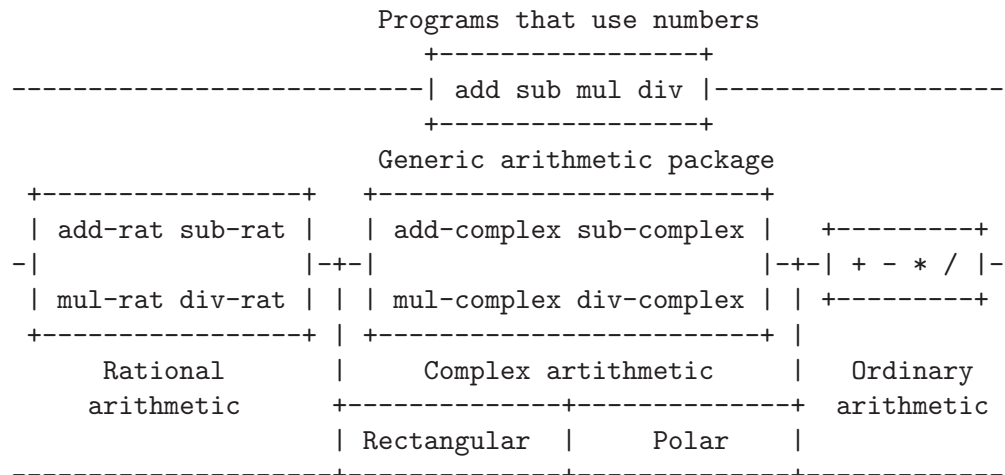 Programs that use numbers
+-----------------+
---------------------------| add sub mul div |-------------------
+-----------------+
Generic arithmetic package
+------------------+ +-------------------------+
| add-rat sub-rat | | add-complex sub-complex | +---------+
-| |-+-| |-+-| + - * / |-
| mul-rat div-rat | | | mul-complex div-complex | | +---------+
+------------------+ | +-------------------------+ |
Rational | Complex artithmetic | Ordinary
arithmetic +--------------+--------------+ arithmetic
| Rectangular | Polar |
---------------------+--------------+--------------+-------------